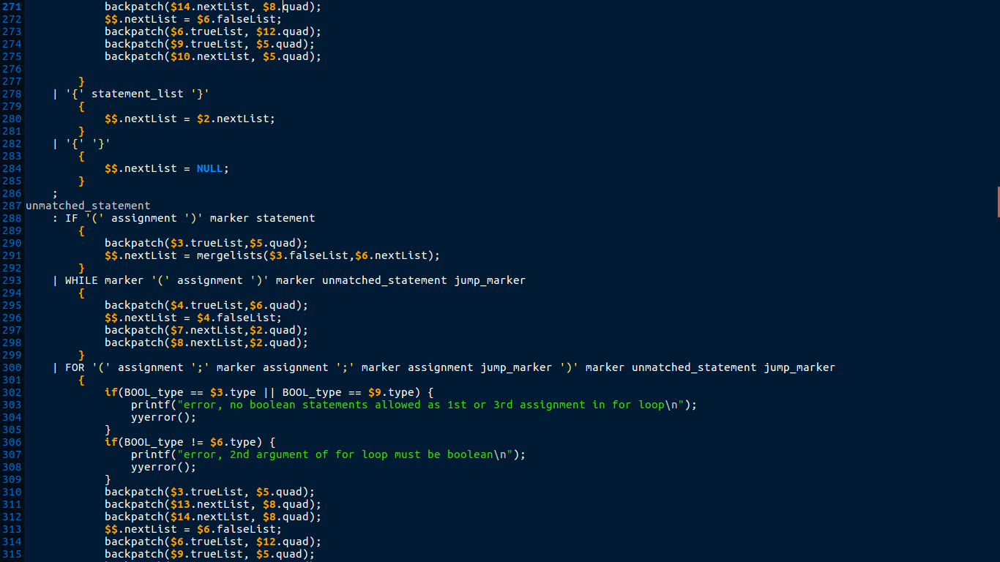 271 backpatch($14.nextList, $8.quad);
272 $$.nextList = $6.falseList;
273 backpatch($6.trueList, $12.quad);
274 backpatch($9.trueList, $5.quad);
275 backpatch($10.nextList, $5.quad);
276
277 }
278 | '{' statement_list '}'
279 {
280 $$.nextList = $2.nextList;
281 }
282 | '{' '}'
283 {
284 $$.nextList = NULL;
285 }
286 ;
287 unmatched_statement
288 : IF '(' assignment ')' marker statement
289 {
290 backpatch($3.trueList,$5.quad);
291 $$.nextList = mergelists($3.falseList,$6.nextList);
292 }
293 | WHILE marker '(' assignment ')' marker unmatched_statement jump_marker
294 {
295 backpatch($4.trueList,$6.quad);
296 $$.nextList = $4.falseList;
297 backpatch($7.nextList,$2.quad);
298 backpatch($8.nextList,$2.quad);
299 }
300 | FOR '(' assignment ';' marker assignment ';' marker assignment jump_marker ')' marker unmatched_statement jump_marker
301 {
302 if(BOOL_type == $3.type || BOOL_type == $9.type) {
303 printf("error, no boolean statements allowed as 1st or 3rd assignment in for loop\n");
304 yyerror();
305 }
306 if(BOOL_type != $6.type) {
307 printf("error, 2nd argument of for loop must be boolean\n");
308 yyerror();
309 }
310 backpatch($3.trueList, $5.quad);
311 backpatch($13.nextList, $8.quad);
312 backpatch($14.nextList, $8.quad);
313 $$.nextList = $6.falseList;
314 backpatch($6.trueList, $12.quad);
315 backpatch($9.trueList, $5.quad);